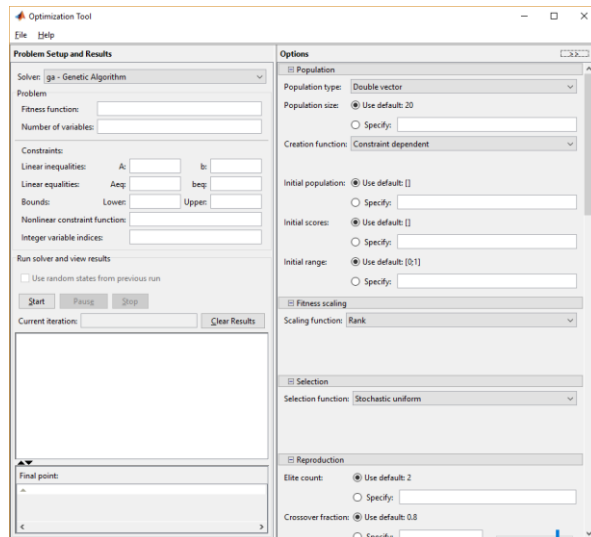 Optimization Tool
File Help
Problem Setup and Results
Solver: ga - Genetic Algorithm
Problem
Fitness function:
Number of variables:
Constraints:
Linear inequalities: A: b:
Linear equalities: Aeq: beq:
Bounds: Lower: Upper:
Nonlinear constraint function:
Integer variable indices:
Run solver and view results
Use random states from previous run
Start Pause Stop
Current iteration: Clear Results
Final point:
Options >>
Population
Population type: Double vector
Population size: Use default: 20
Specify:
Creation function: Constraint dependent
Initial population: Use default: []
Specify:
Initial scores: Use default: []
Specify:
Initial range: Use default: [0;1]
Specify:
Fitness scaling
Scaling function: Rank
Selection
Selection function: Stochastic uniform
Reproduction
Elite count: Use default: 2
Specify:
Crossover fraction: Use default: 0.8
Specify: